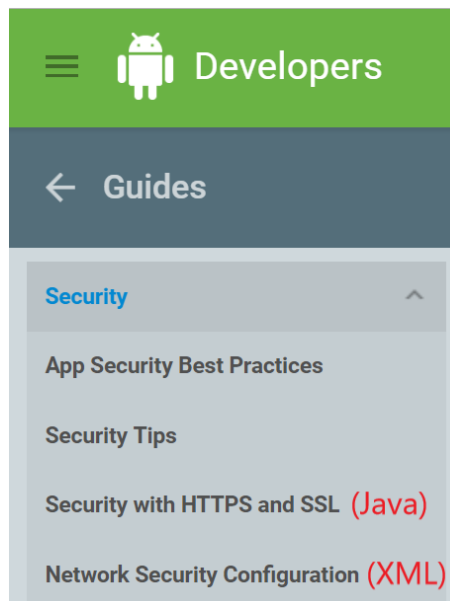 Developers
Guides
Security
App Security Best Practices
Security Tips
Security with HTTPS and SSL (Java)
Network Security Configuration (XML)